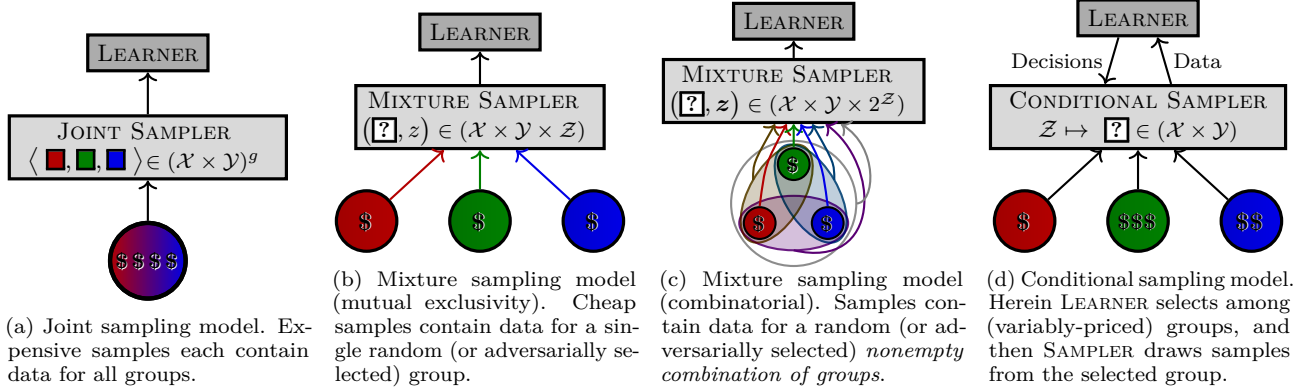 LEARNER
JOINT SAMPLER
⟨ ■, ■, ■ ⟩ ∈ (𝒳 × 𝒴)^g
$ $ $ $
(a) Joint sampling model. Ex-
pensive samples each contain
data for all groups.
LEARNER
MIXTURE SAMPLER
(?, z) ∈ (𝒳 × 𝒴 × 𝒵)
$ $ $
(b) Mixture sampling model
(mutual exclusivity). Cheap
samples contain data for a sin-
gle random (or adversarially se-
lected) group.
LEARNER
MIXTURE SAMPLER
(?, z) ∈ (𝒳 × 𝒴 × 2^𝒵)
$
$ $
(c) Mixture sampling model
(combinatorial). Samples con-
tain data for a random (or ad-
versarially selected) nonempty
combination of groups.
LEARNER
Decisions Data
CONDITIONAL SAMPLER
𝒵 ↦ ? ∈ (𝒳 × 𝒴)
$ $$$ $$
(d) Conditional sampling model.
Herein LEARNER selects among
(variably-priced) groups, and
then SAMPLER draws samples
from the selected group.